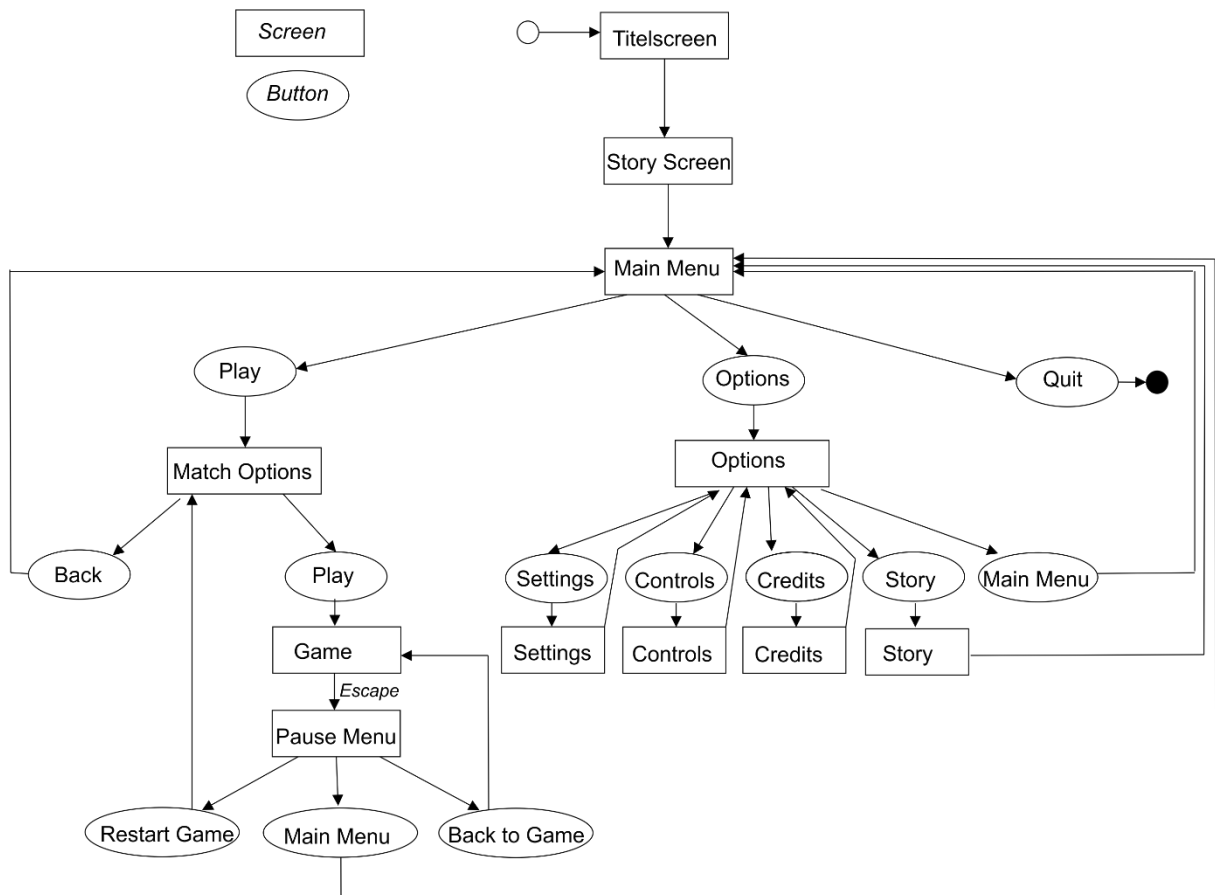 Screen
Titelscreen
Button
Story Screen
Main Menu
Play
Options
Quit
Match Options
Options
Back
Play
Settings
Controls
Credits
Story
Main Menu
Game
Settings
Controls
Credits
Story
Escape
Pause Menu
Restart Game
Main Menu
Back to Game